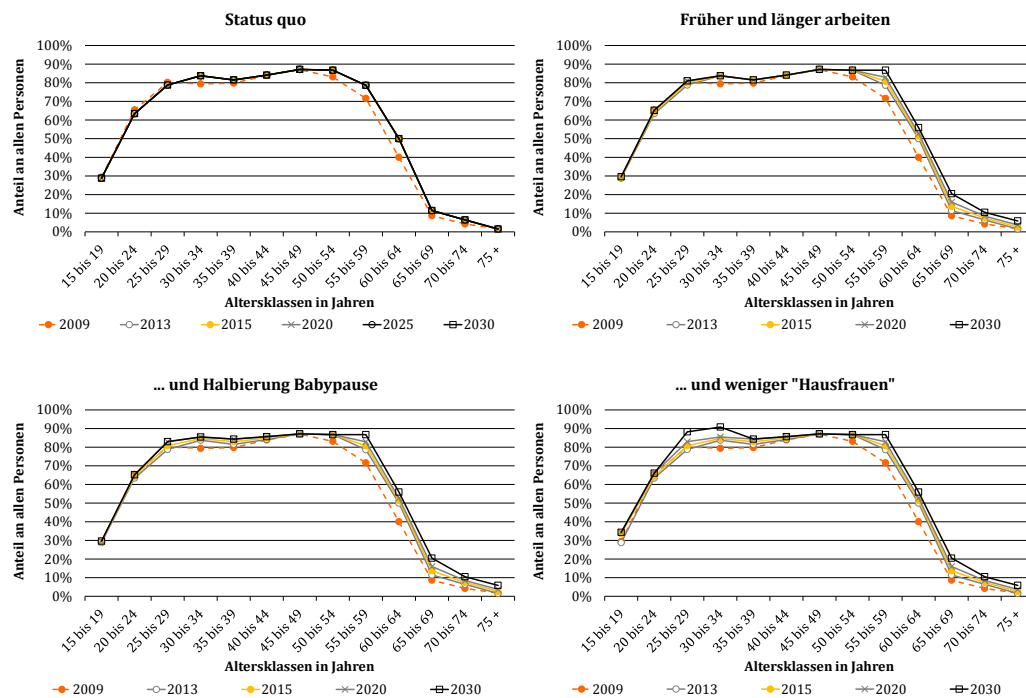 Status quo
Anteil an allen Personen
100%
90%
80%
70%
60%
50%
40%
30%
20%
10%
0%
15 bis 19
20 bis 24
25 bis 29
30 bis 34
35 bis 39
40 bis 44
45 bis 49
50 bis 54
55 bis 59
60 bis 64
65 bis 69
70 bis 74
75 +
Altersklassen in Jahren
2009 2013 2015 2020 2025 2030
Früher und länger arbeiten
Anteil an allen Personen
100%
90%
80%
70%
60%
50%
40%
30%
20%
10%
0%
15 bis 19
20 bis 24
25 bis 29
30 bis 34
35 bis 39
40 bis 44
45 bis 49
50 bis 54
55 bis 59
60 bis 64
65 bis 69
70 bis 74
75 +
Altersklassen in Jahren
2009 2013 2015 2020 2030
... und Halbierung Babypause
Anteil an allen Personen
100%
90%
80%
70%
60%
50%
40%
30%
20%
10%
0%
15 bis 19
20 bis 24
25 bis 29
30 bis 34
35 bis 39
40 bis 44
45 bis 49
50 bis 54
55 bis 59
60 bis 64
65 bis 69
70 bis 74
75 +
Altersklassen in Jahren
2009 2013 2015 2020 2030
... und weniger "Hausfrauen"
Anteil an allen Personen
100%
90%
80%
70%
60%
50%
40%
30%
20%
10%
0%
15 bis 19
20 bis 24
25 bis 29
30 bis 34
35 bis 39
40 bis 44
45 bis 49
50 bis 54
55 bis 59
60 bis 64
65 bis 69
70 bis 74
75 +
Altersklassen in Jahren
2009 2013 2015 2020 2030